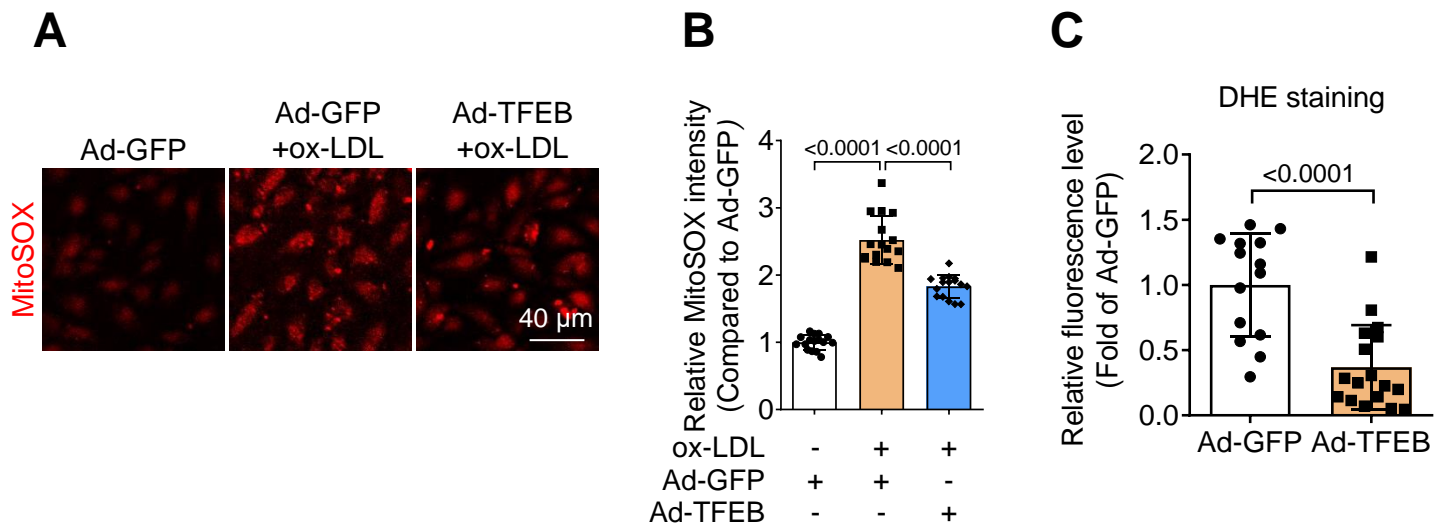 A
Ad-GFP
Ad-GFP
+ox-LDL
Ad-TFEB
+ox-LDL
MitoSOX
40 µm
B
Relative MitoSOX intensity
(Compared to Ad-GFP)
4
3
2
1
0
<0.0001
<0.0001
ox-LDL - + +
Ad-GFP + + -
Ad-TFEB - - +
C
DHE staining
Relative fluorescence level
(Fold of Ad-GFP)
2.0
1.5
1.0
0.5
0.0
<0.0001
Ad-GFP Ad-TFEB